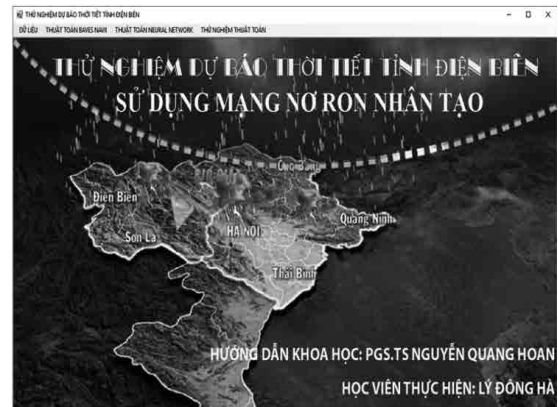 THỬ NGHIỆM DỰ BÁO THỜI TIẾT TỈNH ĐIỆN BIÊN
DỮ LIỆU THUẬT TOÁN BAYES NAVI THUẬT TOÁN NEURAL NETWORK THỬ NGHIỆM THUẬT TOÁN
THỬ NGHIỆM DỰ BÁO THỜI TIẾT TỈNH ĐIỆN BIÊN
SỬ DỤNG MẠNG NƠ RON NHÂN TẠO
Điên Biên
Quảng Ninh
HÀ NỘI
Sơn La
Thái Bình
HƯỚNG DẪN KHOA HỌC: PGS.TS NGUYỄN QUANG HOAN
HỌC VIÊN THỰC HIỆN: LÝ ĐÔNG HÀ